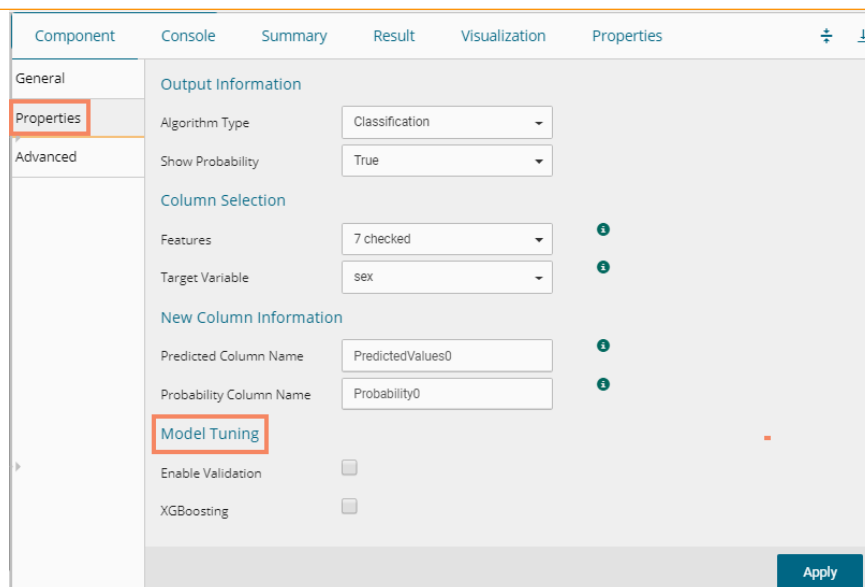 Component Console Summary Result Visualization Properties
General
Properties
Advanced
Output Information
Algorithm Type Classification
Show Probability True
Column Selection
Features 7 checked
Target Variable sex
New Column Information
Predicted Column Name PredictedValues0
Probability Column Name Probability0
Model Tuning
Enable Validation
XGBoosting
Apply